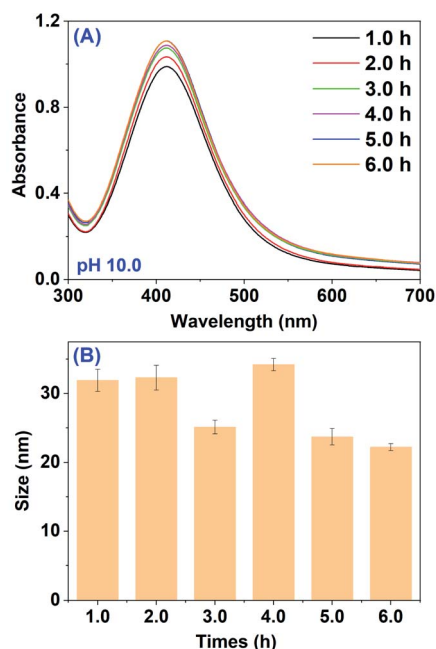 (A)
1.2
0.8
0.4
0.0
Absorbance
1.0 h
2.0 h
3.0 h
4.0 h
5.0 h
6.0 h
pH 10.0
300 400 500 600 700
Wavelength (nm)
(B)
30
20
10
0
Size (nm)
1.0 2.0 3.0 4.0 5.0 6.0
Times (h)